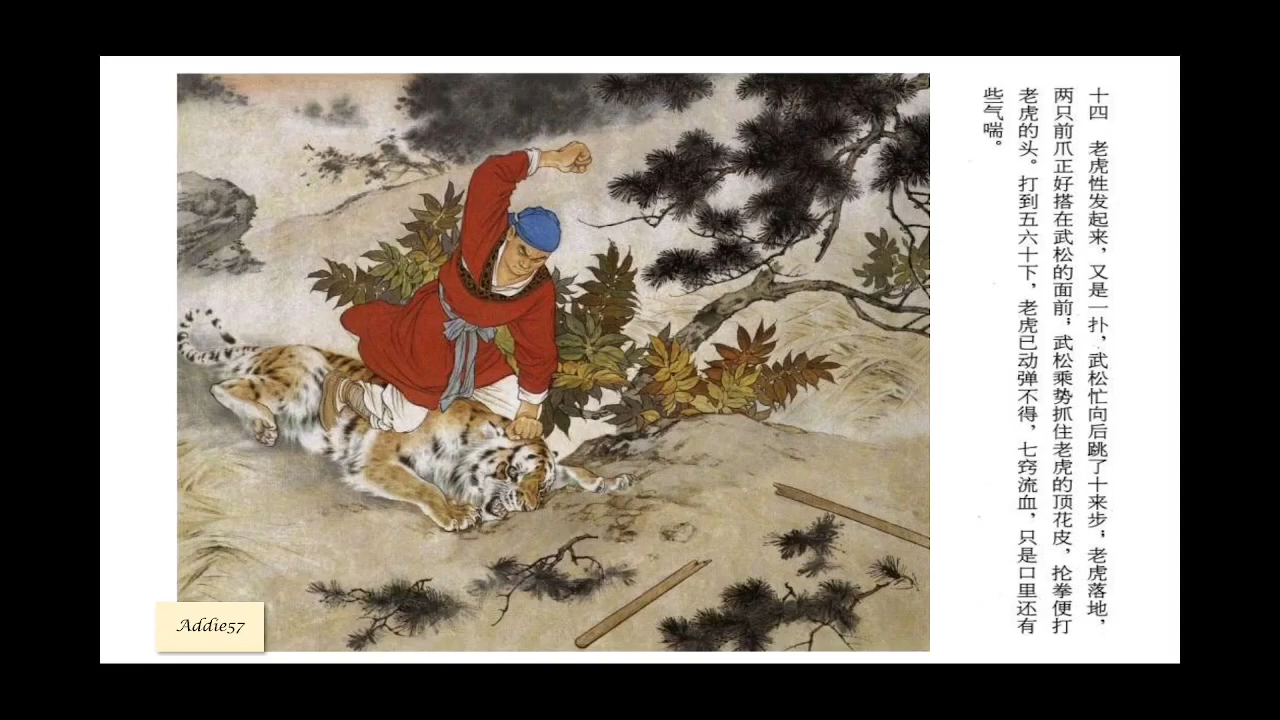 十四　老虎性发起来，又是一扑，武松忙向后跳了十来步；老虎落地，
两只前爪正好搭在武松的面前；武松乘势抓住老虎的顶花皮，抡拳便打
老虎的头。打到五六十下，老虎已动弹不得，七窍流血，只是口里还有
些气喘。
Addie57